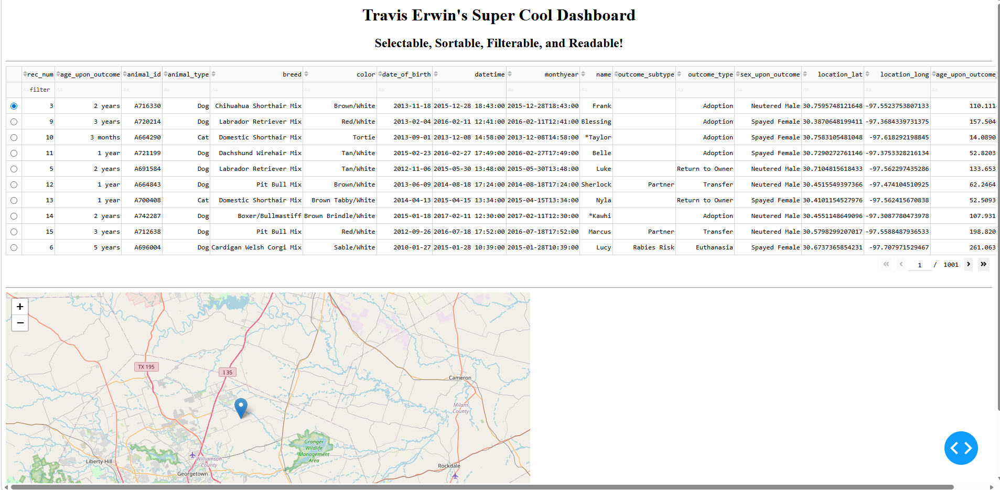 Travis Erwin's Super Cool Dashboard
Selectable, Sortable, Filterable, and Readable!
rec_num age_upon_outcome animal_id animal_type breed color date_of_birth datetime monthyear name outcome_subtype outcome_type sex_upon_outcome location_lat location_long age_upon_outcome_
Aa filter Aa Aa Aa Aa Aa Aa Aa Aa Aa Aa Aa Aa Aa Aa Aa
3 2 years A716330 Dog Chihuahua Shorthair Mix Brown/White 2013-11-18 2015-12-28 18:43:00 2015-12-28T18:43:00 Frank Adoption Neutered Male 30.7595748121648 -97.5523753807133 110.111
9 3 years A720214 Dog Labrador Retriever Mix Red/White 2013-02-04 2016-02-11 12:41:00 2016-02-11T12:41:00 Blessing Adoption Spayed Female 30.3870648199411 -97.3684339731375 157.504
10 3 months A664290 Cat Domestic Shorthair Mix Tortie 2013-09-01 2013-12-08 14:58:00 2013-12-08T14:58:00 *Taylor Adoption Spayed Female 30.7583105481048 -97.618292198845 14.0890
11 1 year A721199 Dog Dachshund Wirehair Mix Tan/White 2015-02-23 2016-02-27 17:49:00 2016-02-27T17:49:00 Belle Adoption Spayed Female 30.7290272761146 -97.3753328216134 52.8203
5 2 years A691584 Dog Labrador Retriever Mix Tan/White 2012-11-06 2015-05-30 13:48:00 2015-05-30T13:48:00 Luke Return to Owner Neutered Male 30.7104815618433 -97.562297435286 133.653
12 1 year A664843 Dog Pit Bull Mix Brown/White 2013-06-09 2014-08-18 17:24:00 2014-08-18T17:24:00 Sherlock Partner Transfer Neutered Male 30.4515549397366 -97.474104510925 62.2464
13 1 year A700408 Cat Domestic Shorthair Mix Brown Tabby/White 2014-04-13 2015-04-15 13:34:00 2015-04-15T13:34:00 Nyla Return to Owner Spayed Female 30.4101154527976 -97.562415670838 52.5093
14 2 years A742287 Dog Boxer/Bullmastiff Brown Brindle/White 2015-01-18 2017-02-11 12:30:00 2017-02-11T12:30:00 *Kawhi Adoption Neutered Male 30.4551148649096 -97.3087780473978 107.931
15 3 years A712638 Dog Pit Bull Mix Red/White 2012-09-26 2016-07-18 17:52:00 2016-07-18T17:52:00 Marcus Partner Transfer Neutered Male 30.5798299207017 -97.5588487936533 198.820
6 5 years A696004 Dog Cardigan Welsh Corgi Mix Sable/White 2010-01-27 2015-01-28 10:39:00 2015-01-28T10:39:00 Lucy Rabies Risk Euthanasia Spayed Female 30.6737365854231 -97.707971529467 261.063
1 / 1001
+
−
TX 195
I 35
Cameron
Milam
County
Granger
Wildlife
Management
Area
Liberty Hill
Williamson
County
Rockdale
Georgetown